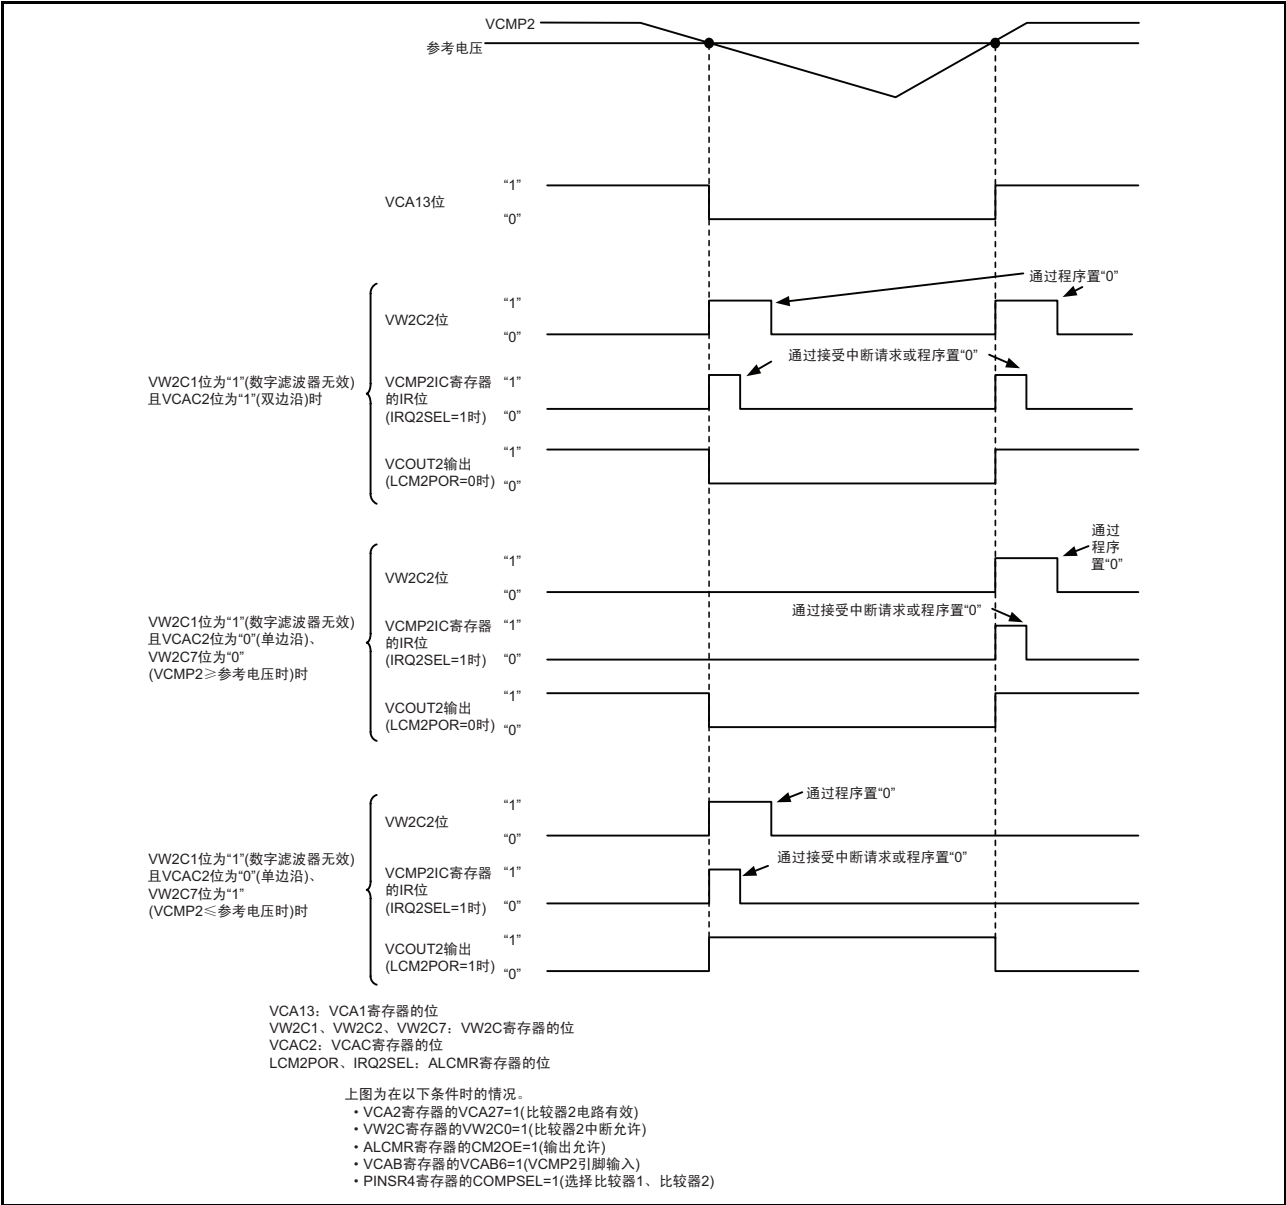 VCMP2
参考电压
VCA13位
“1”
“0”
VW2C1位为“1”(数字滤波器无效)
且VCAC2位为“1”(双边沿)时
VW2C2位
“1”
“0”
通过程序置“0”
VCMP2IC寄存器
的IR位
(IRQ2SEL=1时)
“1”
“0”
通过接受中断请求或程序置“0”
VCOUT2输出
(LCM2POR=0时)
“1”
“0”
VW2C1位为“1”(数字滤波器无效)
且VCAC2位为“0”(单边沿)、
VW2C7位为“0”
(VCMP2≥参考电压时)时
VW2C2位
“1”
“0”
通过
程序
置“0”
VCMP2IC寄存器
的IR位
(IRQ2SEL=1时)
“1”
“0”
通过接受中断请求或程序置“0”
VCOUT2输出
(LCM2POR=0时)
“1”
“0”
VW2C1位为“1”(数字滤波器无效)
且VCAC2位为“0”(单边沿)、
VW2C7位为“1”
(VCMP2≤参考电压时)时
VW2C2位
“1”
“0”
通过程序置“0”
VCMP2IC寄存器
的IR位
(IRQ2SEL=1时)
“1”
“0”
通过接受中断请求或程序置“0”
VCOUT2输出
(LCM2POR=1时)
“1”
“0”
VCA13：VCA1寄存器的位
VW2C1、VW2C2、VW2C7：VW2C寄存器的位
VCAC2：VCAC寄存器的位
LCM2POR、IRQ2SEL：ALCMR寄存器的位
上图为在以下条件时的情况。
・VCA2寄存器的VCA27=1(比较器2电路有效)
・VW2C寄存器的VW2C0=1(比较器2中断允许)
・ALCMR寄存器的CM2OE=1(输出允许)
・VCAB寄存器的VCAB6=1(VCMP2引脚输入)
・PINSR4寄存器的COMPSEL=1(选择比较器1、比较器2)